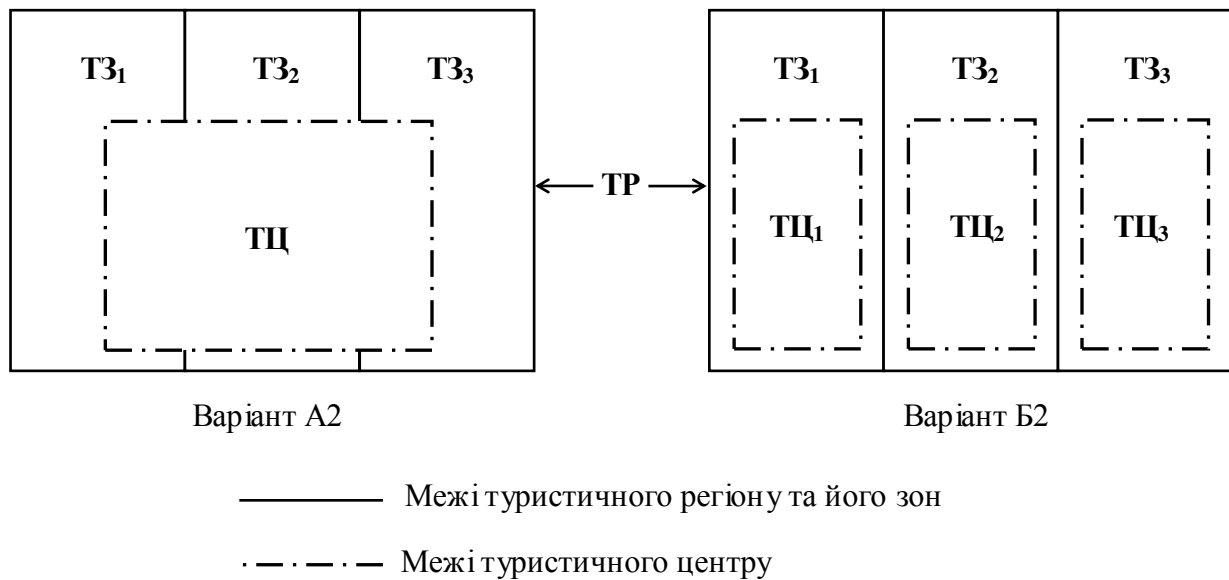 ТЗ₁ ТЗ₂ ТЗ₃ ТЗ₁ ТЗ₂ ТЗ₃
ТР
ТЦ ТЦ₁ ТЦ₂ ТЦ₃
Варіант А2 Варіант Б2
Межі туристичного регіону та його зон
Межі туристичного центру